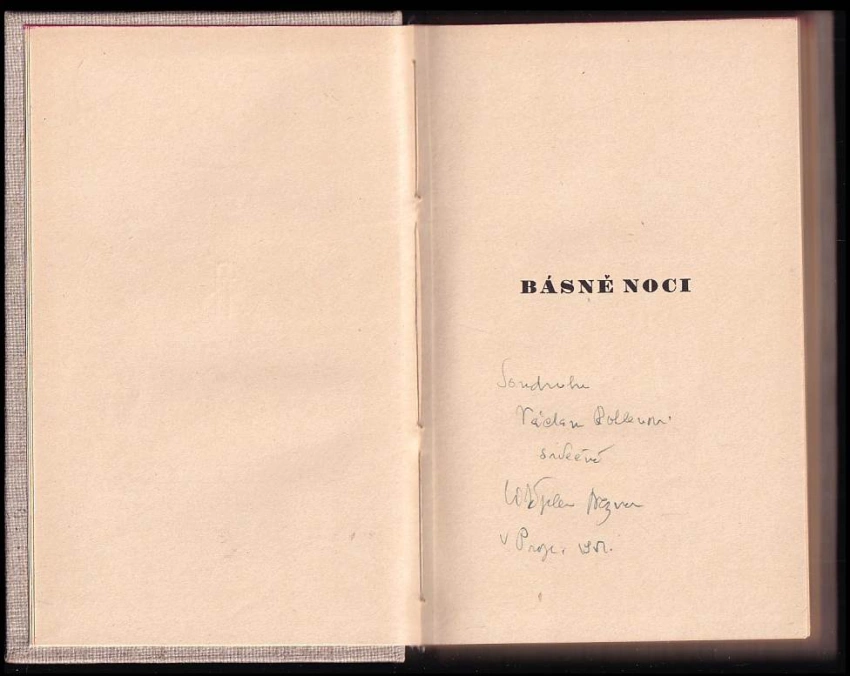 BÁSNĚ NOCI
Soudruhu
Václavu
srdečně
Vítězslav Nezval
v Praze